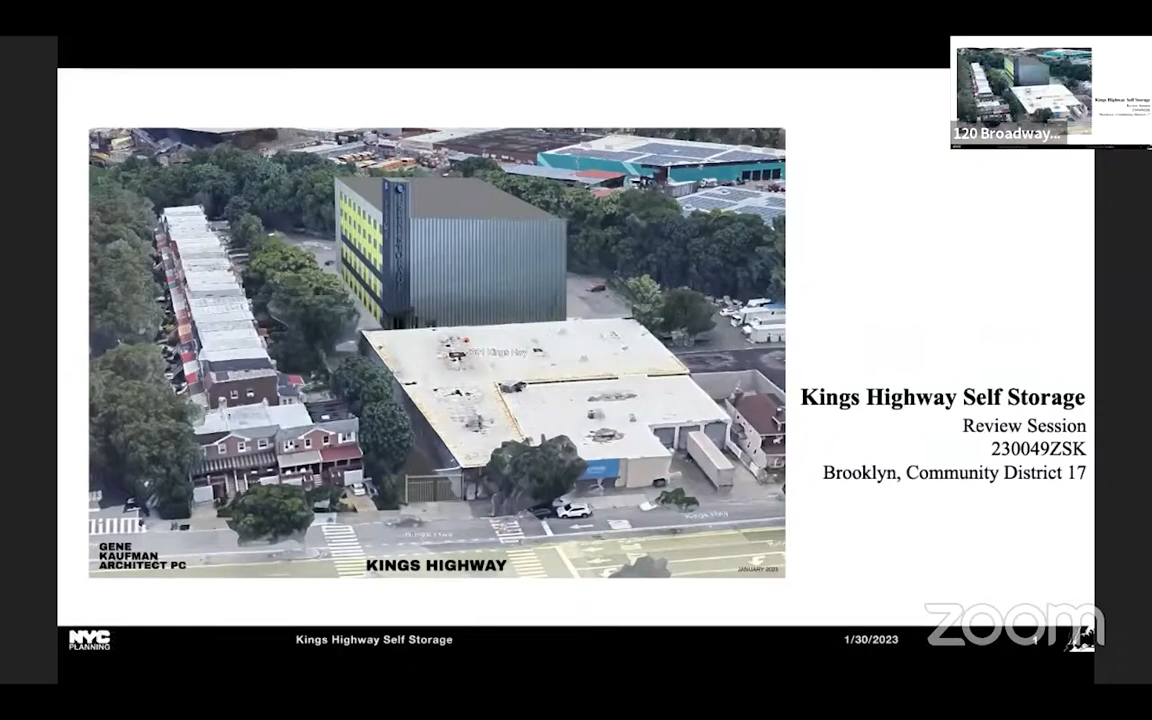 120 Broadway...
Kings Highway Self Storage
Review Session
230049ZSK
Brooklyn, Community District 17
GENE
KAUFMAN
ARCHITECT PC
KINGS HIGHWAY
JANUARY 2023
NYC
PLANNING
Kings Highway Self Storage
1/30/2023
1
zoom